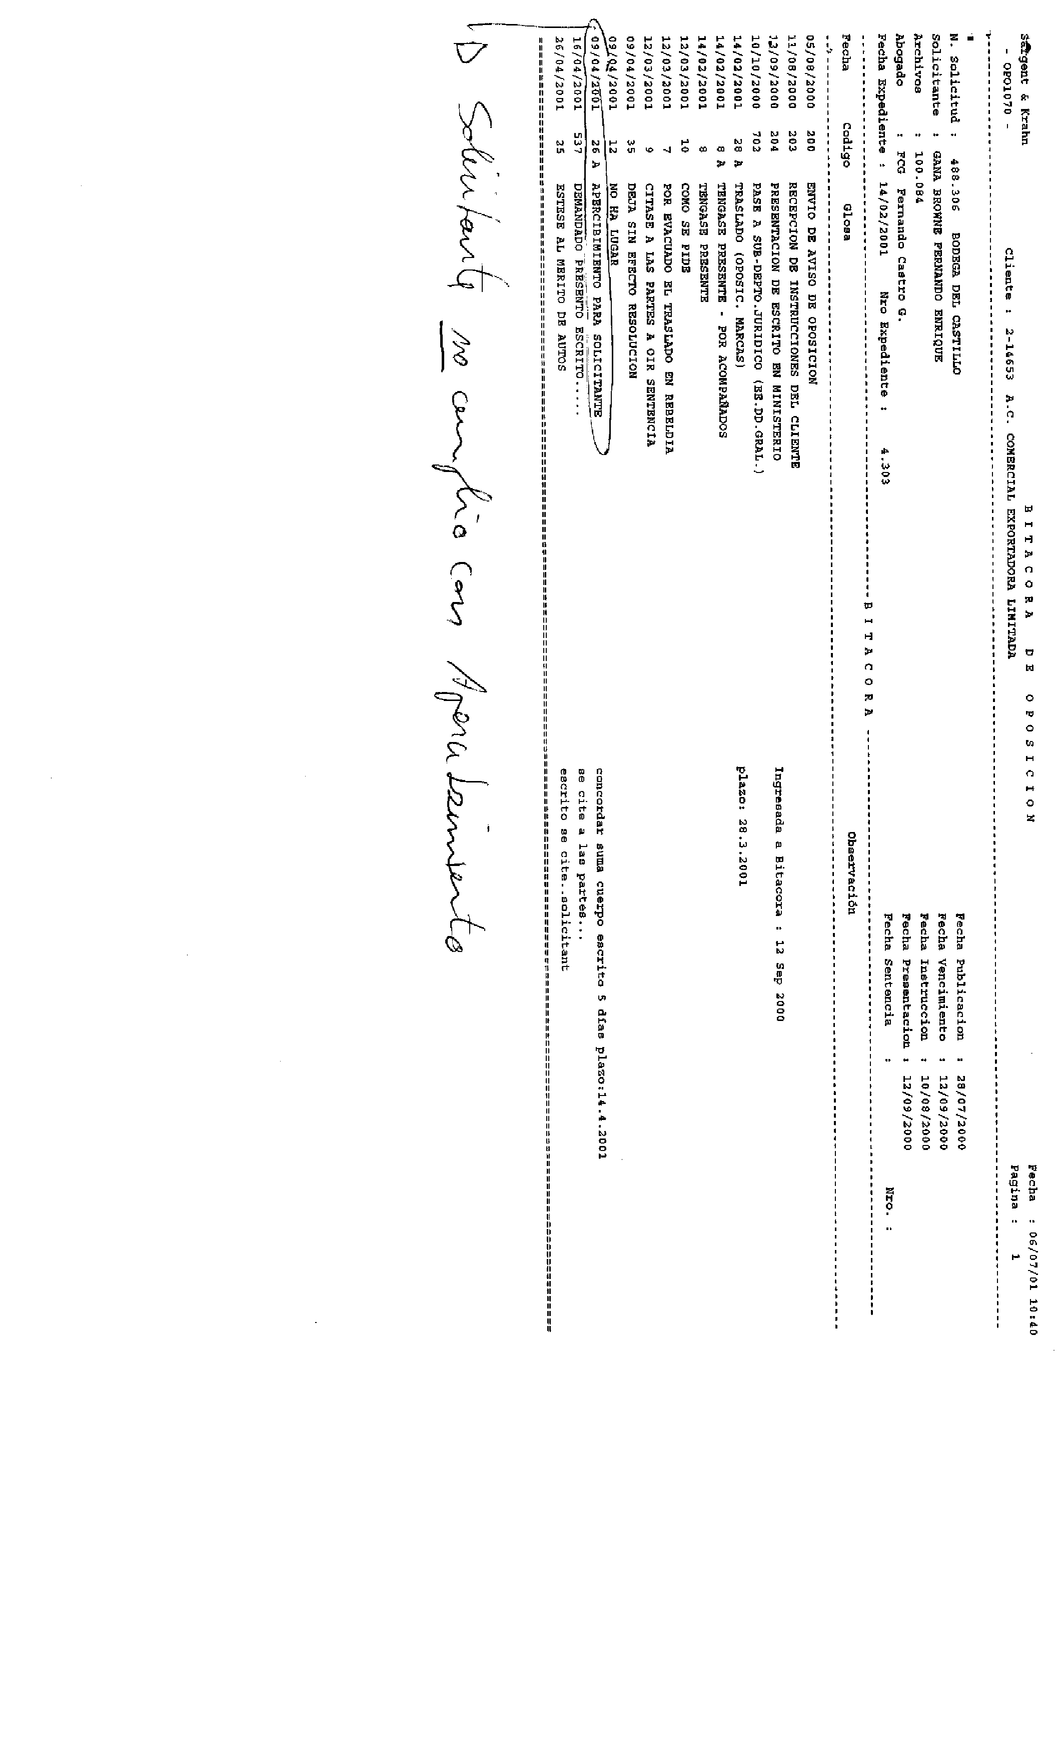 Sargent & Krahn B I T A C O R A D E O P O S I C I O N Fecha : 06/07/01 10:40
- OPO1070 - Cliente : 2-14653 A.C. COMERCIAL EXPORTADORA LIMITADA Pagina : 1
N. Solicitud : 488.306 BODEGA DEL CASTILLO Fecha Publicacion : 28/07/2000
Solicitante : GANA BROWNE FERNANDO ENRIQUE Fecha Vencimiento : 12/09/2000
Archivos : 100.084 Fecha Instruccion : 10/08/2000
Abogado : FCG Fernando Castro G. Fecha Presentacion : 12/09/2000
Fecha Expediente : 14/02/2001 Nro Expediente : 4.303 Fecha Sentencia : Nro. :
B I T A C O R A
Fecha Codigo Glosa Observación
05/08/2000 200 ENVIO DE AVISO DE OPOSICION
11/08/2000 203 RECEPCION DE INSTRUCCIONES DEL CLIENTE
12/09/2000 204 PRESENTACION DE ESCRITO EN MINISTERIO Ingresada a Bitacora : 12 Sep 2000
10/10/2000 702 PASE A SUB-DEPTO.JURIDICO (EE.DD.GRAL.)
14/02/2001 28 A TRASLADO (OPOSIC. MARCAS) plazo: 28.3.2001
14/02/2001 8 A TENGASE PRESENTE - POR ACOMPAÑADOS
14/02/2001 8 TENGASE PRESENTE
12/03/2001 10 COMO SE PIDE
12/03/2001 7 POR EVACUADO EL TRASLADO EN REBELDIA
12/03/2001 9 CITASE A LAS PARTES A OIR SENTENCIA
09/04/2001 35 DEJA SIN EFECTO RESOLUCION
09/04/2001 12 NO HA LUGAR
09/04/2001 26 A APERCIBIMIENTO PARA SOLICITANTE concordar suma cuerpo escrito 5 días plazo:14.4.2001
16/04/2001 537 DEMANDADO PRESENTO ESCRITO..... se cite a las partes...
26/04/2001 25 ESTESE AL MERITO DE AUTOS escrito se cite..solicitant
Solicitante no cumplio con Apercibimiento